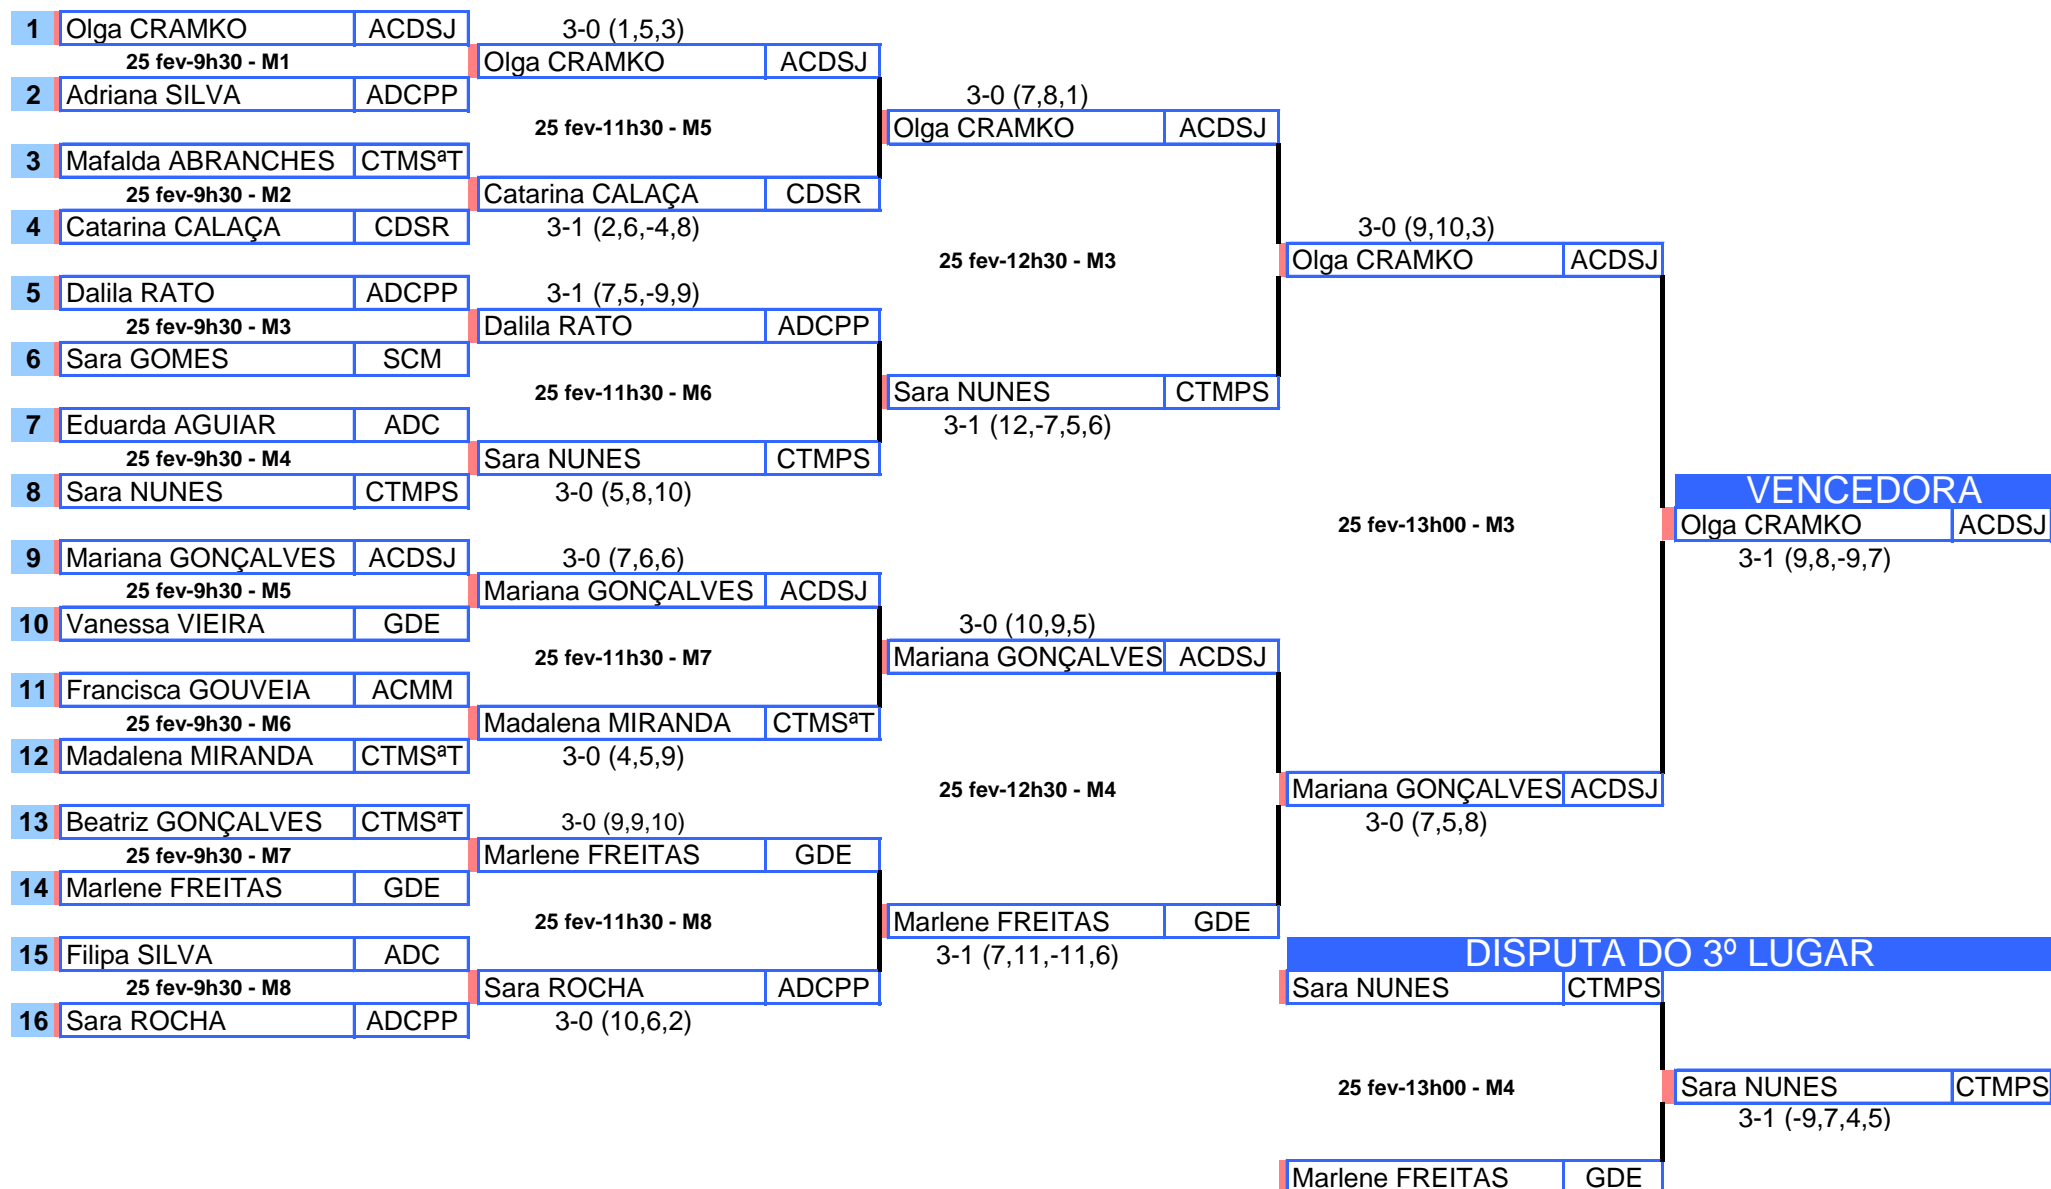 1 Olga CRAMKO ACDSJ 3-0 (1,5,3)
25 fev-9h30 - M1 Olga CRAMKO ACDSJ
2 Adriana SILVA ADCPP 3-0 (7,8,1)
25 fev-11h30 - M5 Olga CRAMKO ACDSJ
3 Mafalda ABRANCHES CTMSªT
25 fev-9h30 - M2 Catarina CALAÇA CDSR
4 Catarina CALAÇA CDSR 3-1 (2,6,-4,8) 3-0 (9,10,3)
25 fev-12h30 - M3 Olga CRAMKO ACDSJ
5 Dalila RATO ADCPP 3-1 (7,5,-9,9)
25 fev-9h30 - M3 Dalila RATO ADCPP
6 Sara GOMES SCM
25 fev-11h30 - M6 Sara NUNES CTMPS
7 Eduarda AGUIAR ADC 3-1 (12,-7,5,6)
25 fev-9h30 - M4 Sara NUNES CTMPS
8 Sara NUNES CTMPS 3-0 (5,8,10) VENCEDORA
25 fev-13h00 - M3 Olga CRAMKO ACDSJ
9 Mariana GONÇALVES ACDSJ 3-0 (7,6,6) 3-1 (9,8,-9,7)
25 fev-9h30 - M5 Mariana GONÇALVES ACDSJ
10 Vanessa VIEIRA GDE 3-0 (10,9,5)
25 fev-11h30 - M7 Mariana GONÇALVES ACDSJ
11 Francisca GOUVEIA ACMM
25 fev-9h30 - M6 Madalena MIRANDA CTMSªT
12 Madalena MIRANDA CTMSªT 3-0 (4,5,9)
25 fev-12h30 - M4 Mariana GONÇALVES ACDSJ
13 Beatriz GONÇALVES CTMSªT 3-0 (9,9,10) 3-0 (7,5,8)
25 fev-9h30 - M7 Marlene FREITAS GDE
14 Marlene FREITAS GDE
25 fev-11h30 - M8 Marlene FREITAS GDE
15 Filipa SILVA ADC 3-1 (7,11,-11,6) DISPUTA DO 3º LUGAR
25 fev-9h30 - M8 Sara ROCHA ADCPP Sara NUNES CTMPS
16 Sara ROCHA ADCPP 3-0 (10,6,2)
25 fev-13h00 - M4 Sara NUNES CTMPS
3-1 (-9,7,4,5)
Marlene FREITAS GDE